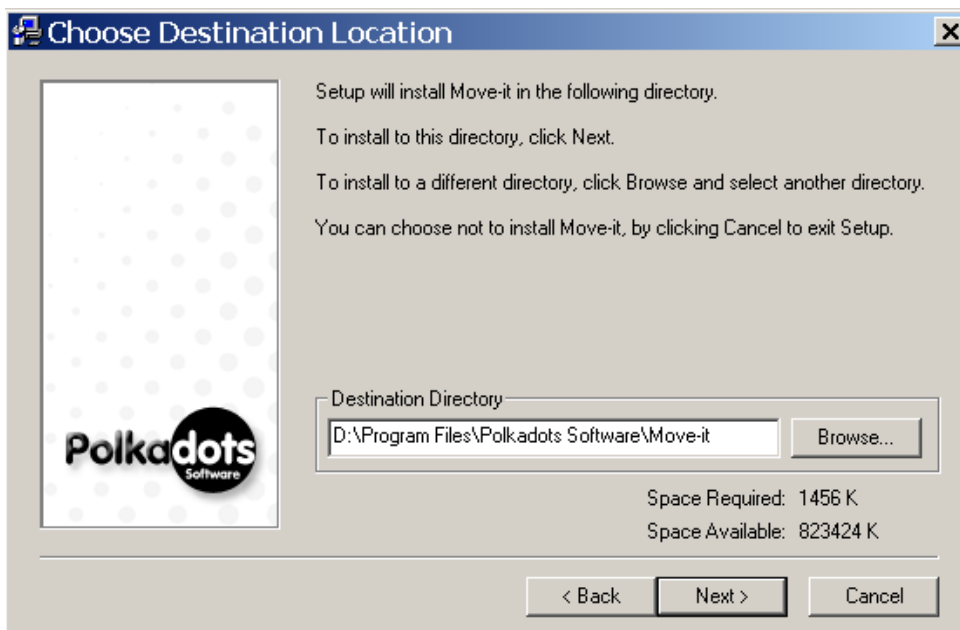 Choose Destination Location
Setup will install Move-it in the following directory.
To install to this directory, click Next.
To install to a different directory, click Browse and select another directory.
You can choose not to install Move-it, by clicking Cancel to exit Setup.
Polkadots
Software
Destination Directory
D:\Program Files\Polkadots Software\Move-it
Browse...
Space Required: 1456 K
Space Available: 823424 K
< Back
Next >
Cancel